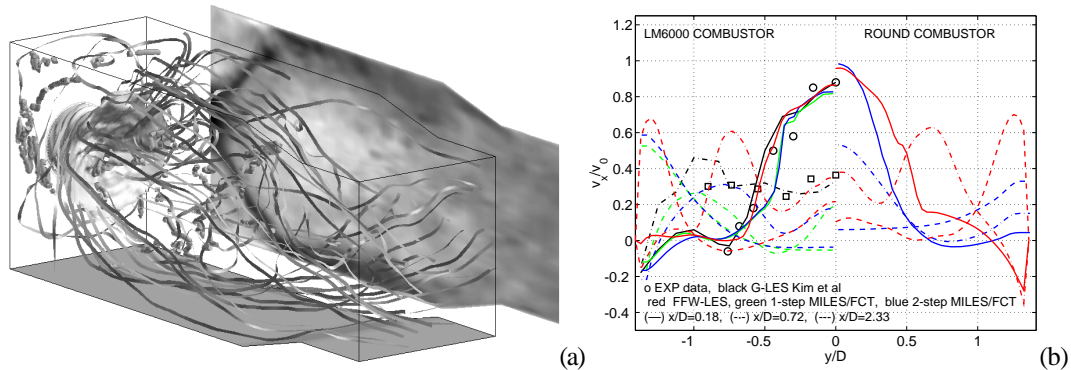 LM6000 COMBUSTOR ROUND COMBUSTOR
1.2
1
0.8
0.6
0.4
0.2
0
-0.2
-0.4
v_x/v_0
o EXP data, black G-LES Kim et al
red FFW-LES, green 1-step MILES/FCT, blue 2-step MILES/FCT
(—) x/D=0.18, (-·-) x/D=0.72, (---) x/D=2.33
-1 -0.5 0 0.5 1
y/D
(a) (b)